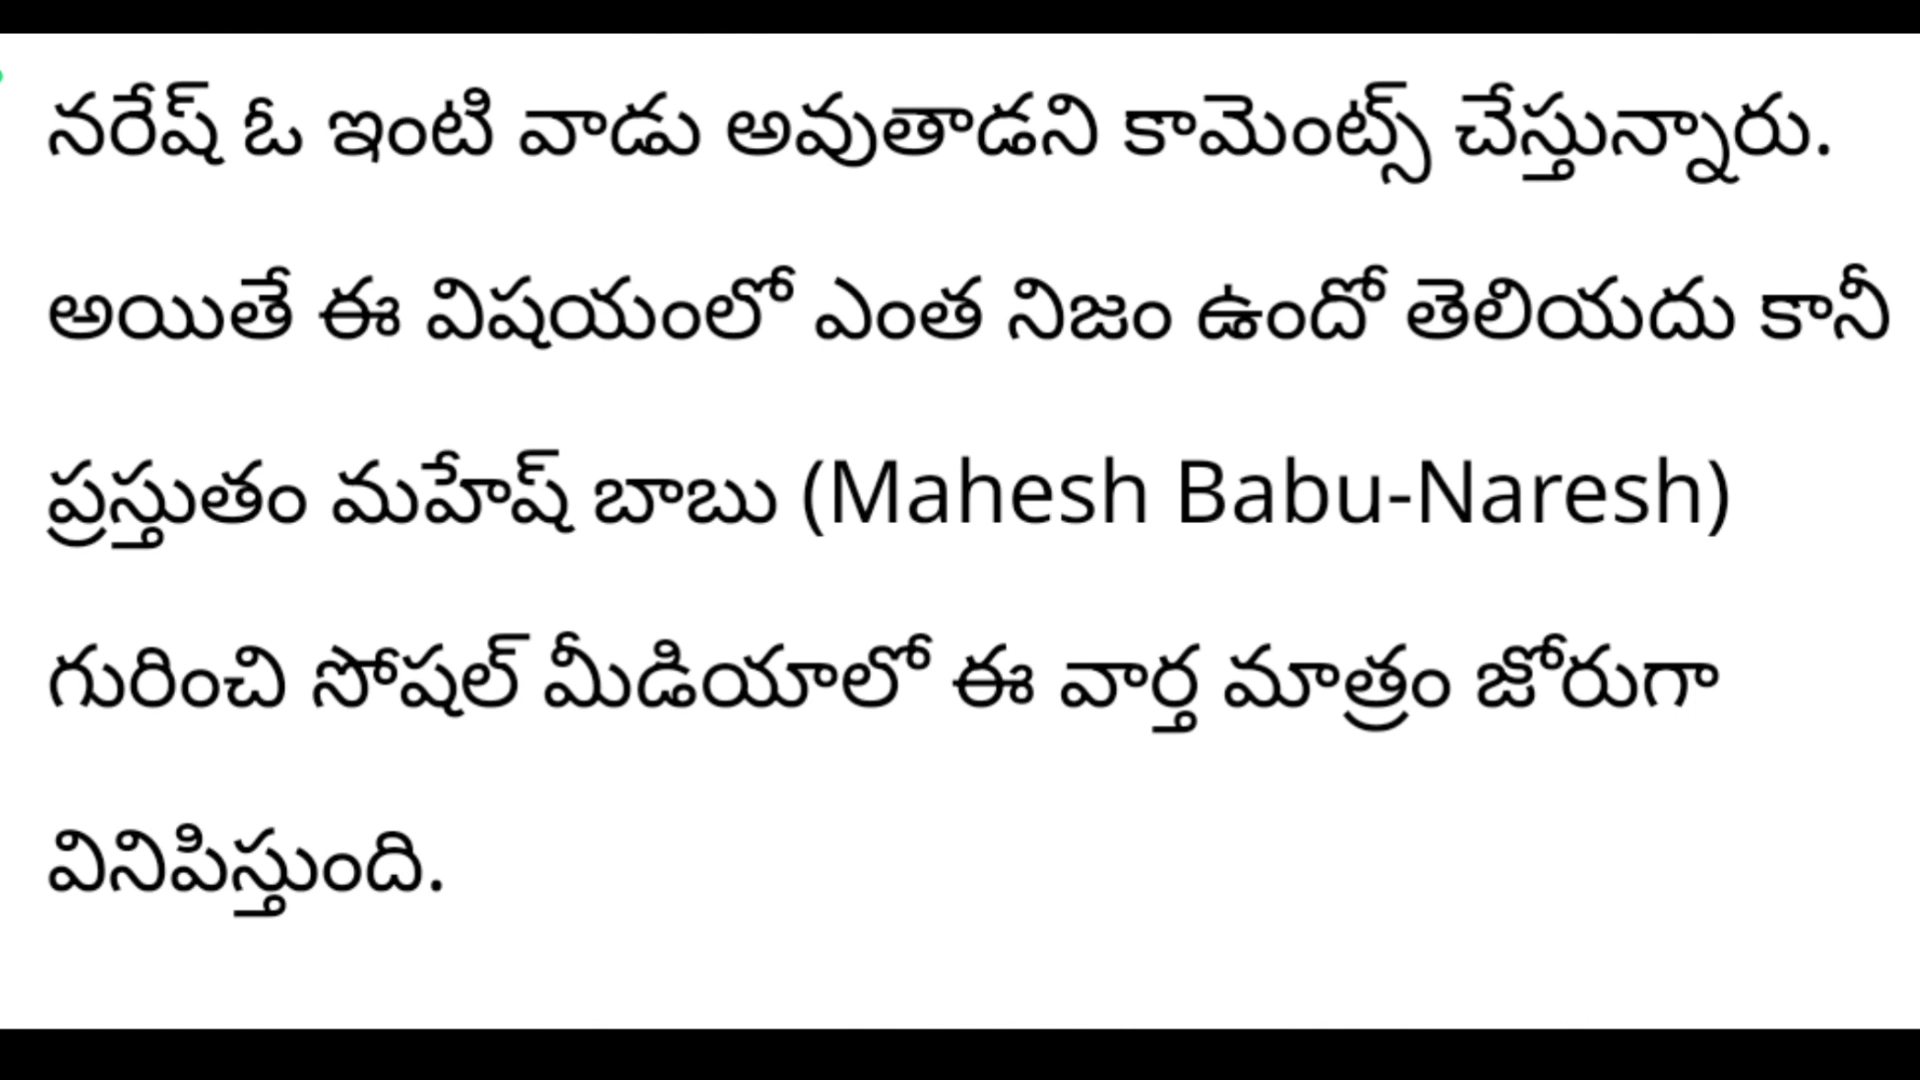 నరేష్ ఓ ఇంటి వాడు అవుతాడని కామెంట్స్ చేస్తున్నారు.
అయితే ఈ విషయంలో ఎంత నిజం ఉందో తెలియదు కానీ
ప్రస్తుతం మహేష్ బాబు (Mahesh Babu-Naresh)
గురించి సోషల్ మీడియాలో ఈ వార్త మాత్రం జోరుగా
వినిపిస్తుంది.